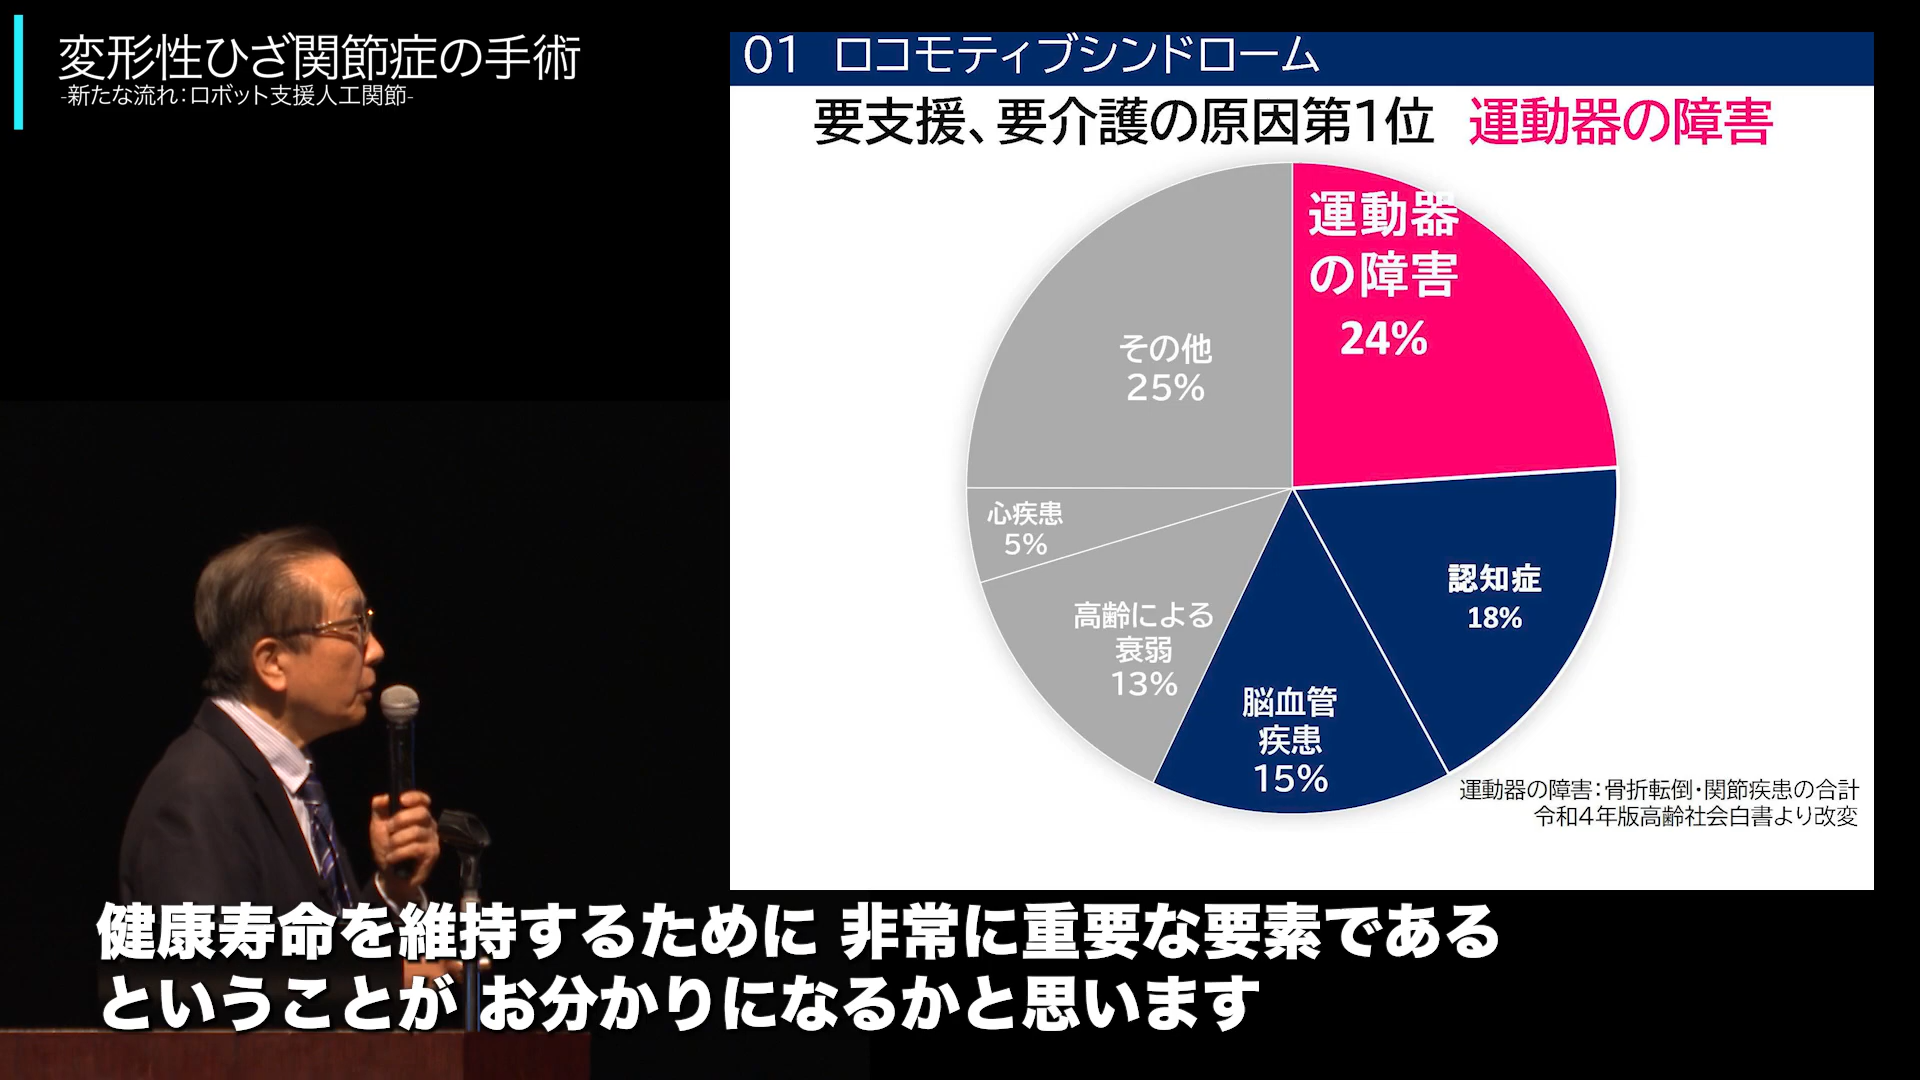 変形性ひざ関節症の手術
-新たな流れ：ロボット支援人工関節-
01 ロコモティブシンドローム
要支援、要介護の原因第1位 運動器の障害
運動器
の障害
24%
その他
25%
心疾患
5%
認知症
18%
高齢による
衰弱
13%
脳血管
疾患
15%
運動器の障害：骨折転倒・関節疾患の合計
令和4年版高齢社会白書より改変
健康寿命を維持するために 非常に重要な要素である
ということが お分かりになるかと思います